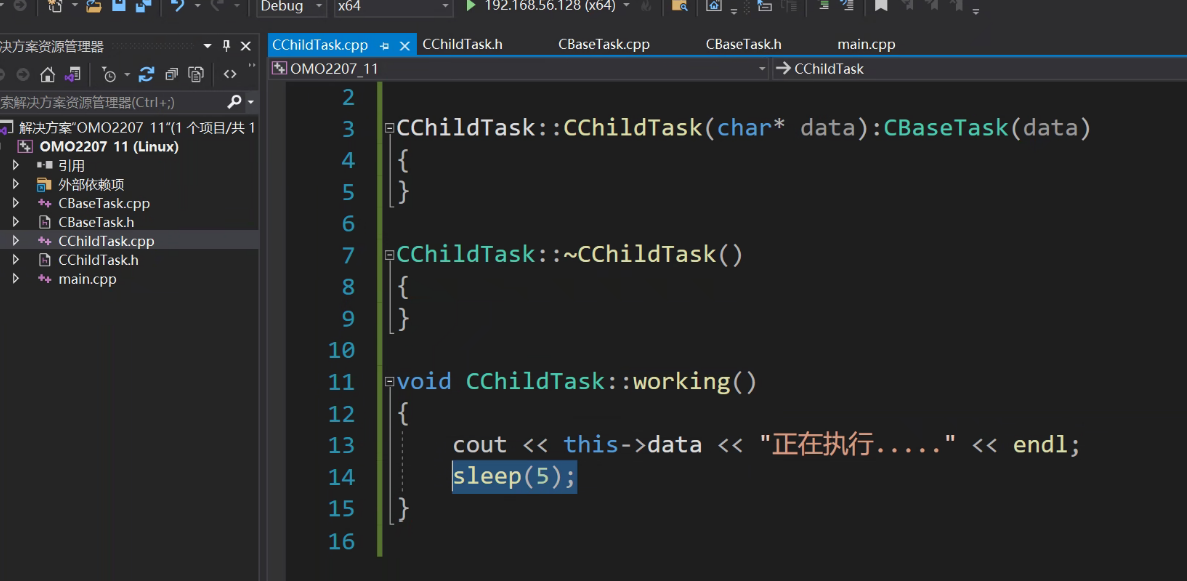 Debug
x64
192.168.56.128 (x64)
决方案资源管理器
CChildTask.cpp
CChildTask.h
CBaseTask.cpp
CBaseTask.h
main.cpp
OMO2207_11
CChildTask
索解决方案资源管理器(Ctrl+;)
解决方案"OMO2207_11"(1 个项目/共 1
OMO2207_11 (Linux)
引用
外部依赖项
CBaseTask.cpp
CBaseTask.h
CChildTask.cpp
CChildTask.h
main.cpp
2
3 CChildTask::CChildTask(char* data):CBaseTask(data)
4 {
5 }
6
7 CChildTask::~CChildTask()
8 {
9 }
10
11 void CChildTask::working()
12 {
13 cout << this->data << "正在执行....." << endl;
14 sleep(5);
15 }
16